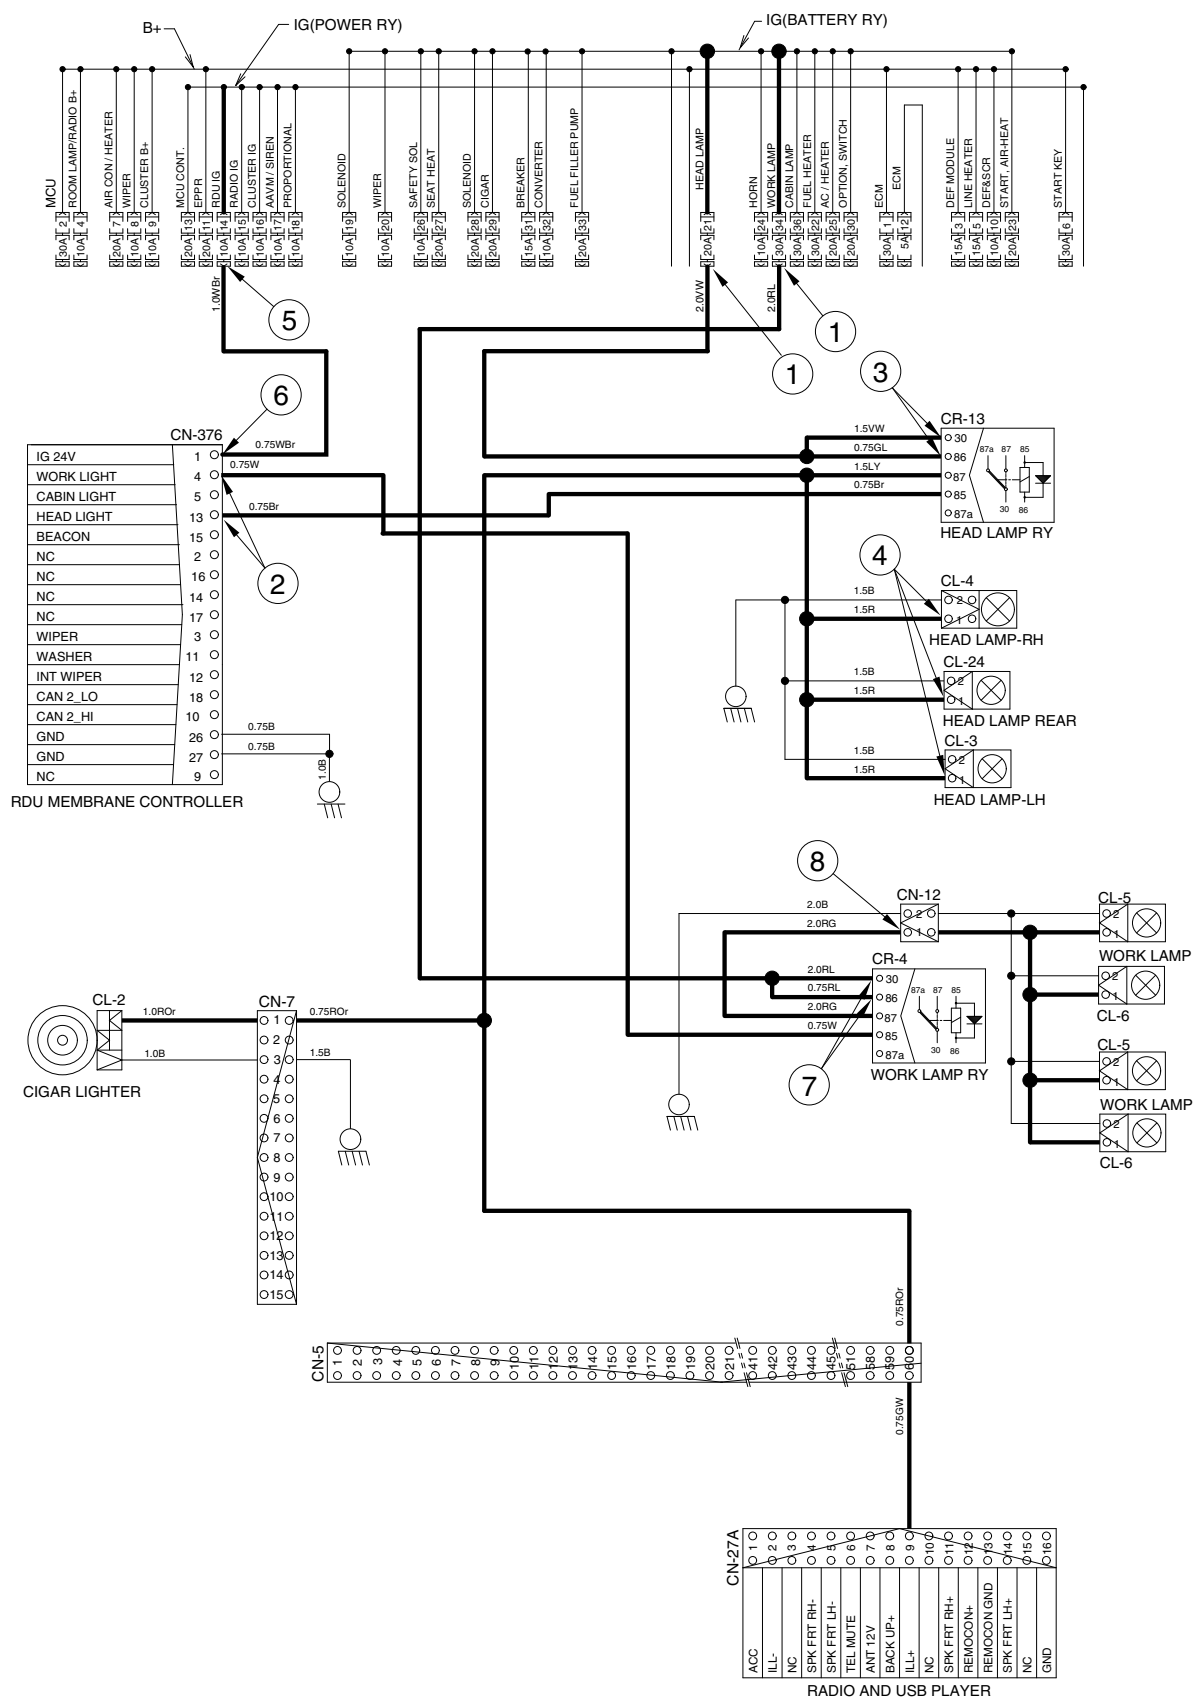 B+
IG(POWER RY)
IG(BATTERY RY)
MCU
ROOM LAMP/RADIO B+
AIR CON / HEATER
WIPER
CLUSTER B+
MCU CONT.
EPPR
RDU IG
RADIO IG
CLUSTER IG
AAVM / SIREN
PROPORTIONAL
SOLENOID
WIPER
SAFETY SOL
SEAT HEAT
SOLENOID
CIGAR
BREAKER
CONVERTER
FUEL FILLER PUMP
HEAD LAMP
HORN
WORK LAMP
CABIN LAMP
FUEL HEATER
AC / HEATER
OPTION, SWITCH
ECM
ECM
DEF MODULE
LINE HEATER
DEF&SCR
START, AIR-HEAT
START KEY
30A 2
10A 4
20A 7
10A 8
10A 9
20A 13
20A 11
10A 14
10A 15
10A 16
10A 17
10A 18
10A 19
10A 20
10A 26
20A 27
20A 28
20A 29
15A 31
10A 32
20A 33
20A 21
10A 24
30A 34
30A 36
30A 22
20A 25
20A 30
30A 1
5A 12
15A 3
15A 5
10A 10
20A 23
30A 6
1.0WBr
2.0VW
2.0RL
5
1
1
3
6
CR-13
CN-376
IG 24V 1 0.75WBr
WORK LIGHT 4 0.75W
CABIN LIGHT 5
HEAD LIGHT 13 0.75Br
BEACON 15
NC 2
NC 16
NC 14
NC 17
WIPER 3
WASHER 11
INT WIPER 12
CAN 2_LO 18
CAN 2_HI 10
GND 26 0.75B
GND 27 0.75B
NC 9
1.0B
RDU MEMBRANE CONTROLLER
2
1.5VW 30
0.75GL 86
1.5LY 87
0.75Br 85
87a
87a 87 85
30 86
HEAD LAMP RY
4
CL-4
1.5B 2
1.5R 1
HEAD LAMP-RH
CL-24
1.5B 2
1.5R 1
HEAD LAMP REAR
CL-3
1.5B 2
1.5R 1
HEAD LAMP-LH
8
CN-12
2.0B 2
2.0RG 1
CL-5
2
1
WORK LAMP
2
1
CL-6
CL-5
2
1
WORK LAMP
2
1
CL-6
CR-4
2.0RL 30
0.75RL 86
2.0RG 87
0.75W 85
87a
87a 87 85
30 86
WORK LAMP RY
7
CL-2
CN-7
1.0ROr 1 0.75ROr
2
1.0B 3 1.5B
4
5
6
7
8
9
10
11
12
13
14
15
CIGAR LIGHTER
0.75ROr
CN-5
1 2 3 4 5 6 7 8 9 10 11 12 13 14 15 16 17 18 19 20 21 41 42 43 44 45 51 58 59 60
0.75GW
CN-27A
1 2 3 4 5 6 7 8 9 10 11 12 13 14 15 16
ACC
ILL-
NC
SPK FRT RH-
SPK FRT LH-
TEL MUTE
ANT 12V
BACK UP+
ILL+
NC
SPK FRT RH+
REMOCON+
REMOCON GND
SPK FRT LH+
NC
GND
RADIO AND USB PLAYER